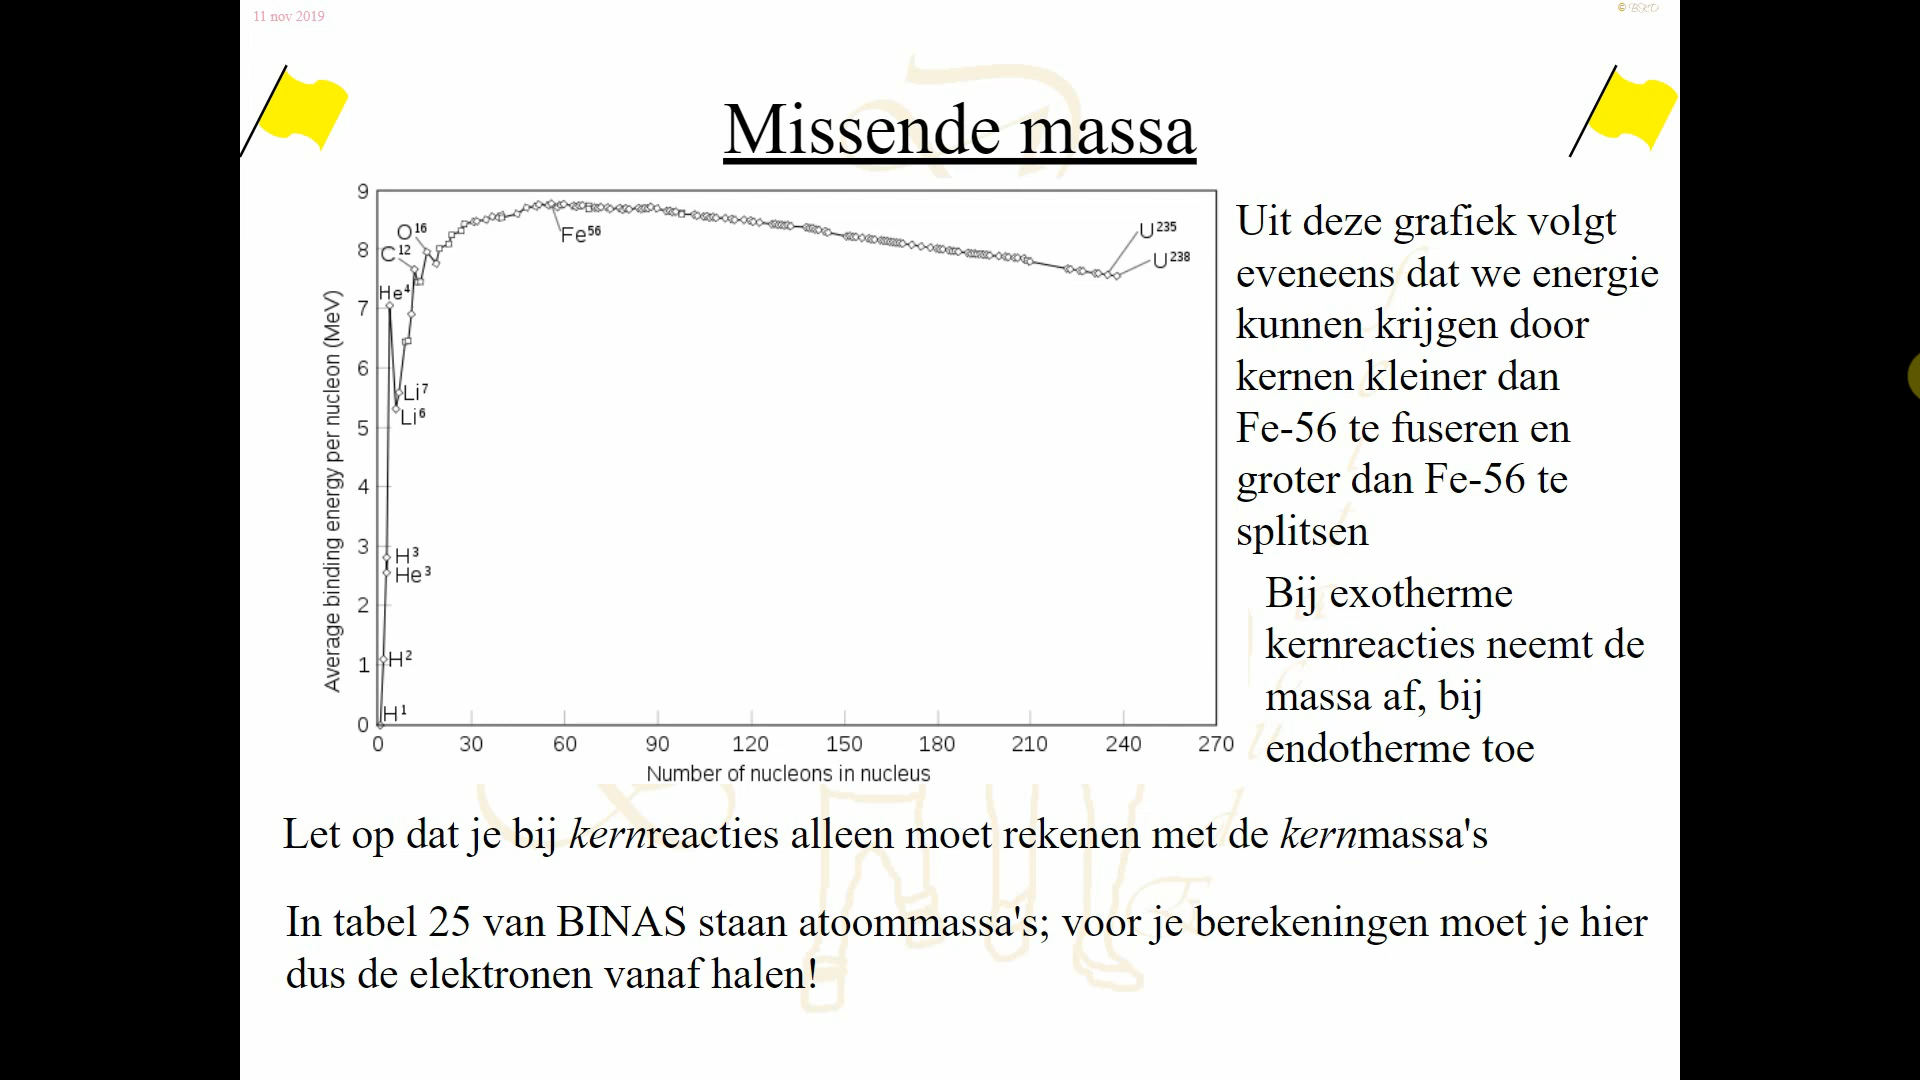 11 nov 2019
© BKO
Missende massa
9
8
7
6
5
4
3
2
1
0
Average binding energy per nucleon (MeV)
O¹⁶
C¹²
He⁴
Li⁷
Li⁶
H³
He³
H²
H¹
Fe⁵⁶
U²³⁵
U²³⁸
0 30 60 90 120 150 180 210 240 270
Number of nucleons in nucleus
Uit deze grafiek volgt
eveneens dat we energie
kunnen krijgen door
kernen kleiner dan
Fe-56 te fuseren en
groter dan Fe-56 te
splitsen
Bij exotherme
kernreacties neemt de
massa af, bij
endotherme toe
Let op dat je bij kernreacties alleen moet rekenen met de kernmassa's
In tabel 25 van BINAS staan atoommassa's; voor je berekeningen moet je hier
dus de elektronen vanaf halen!